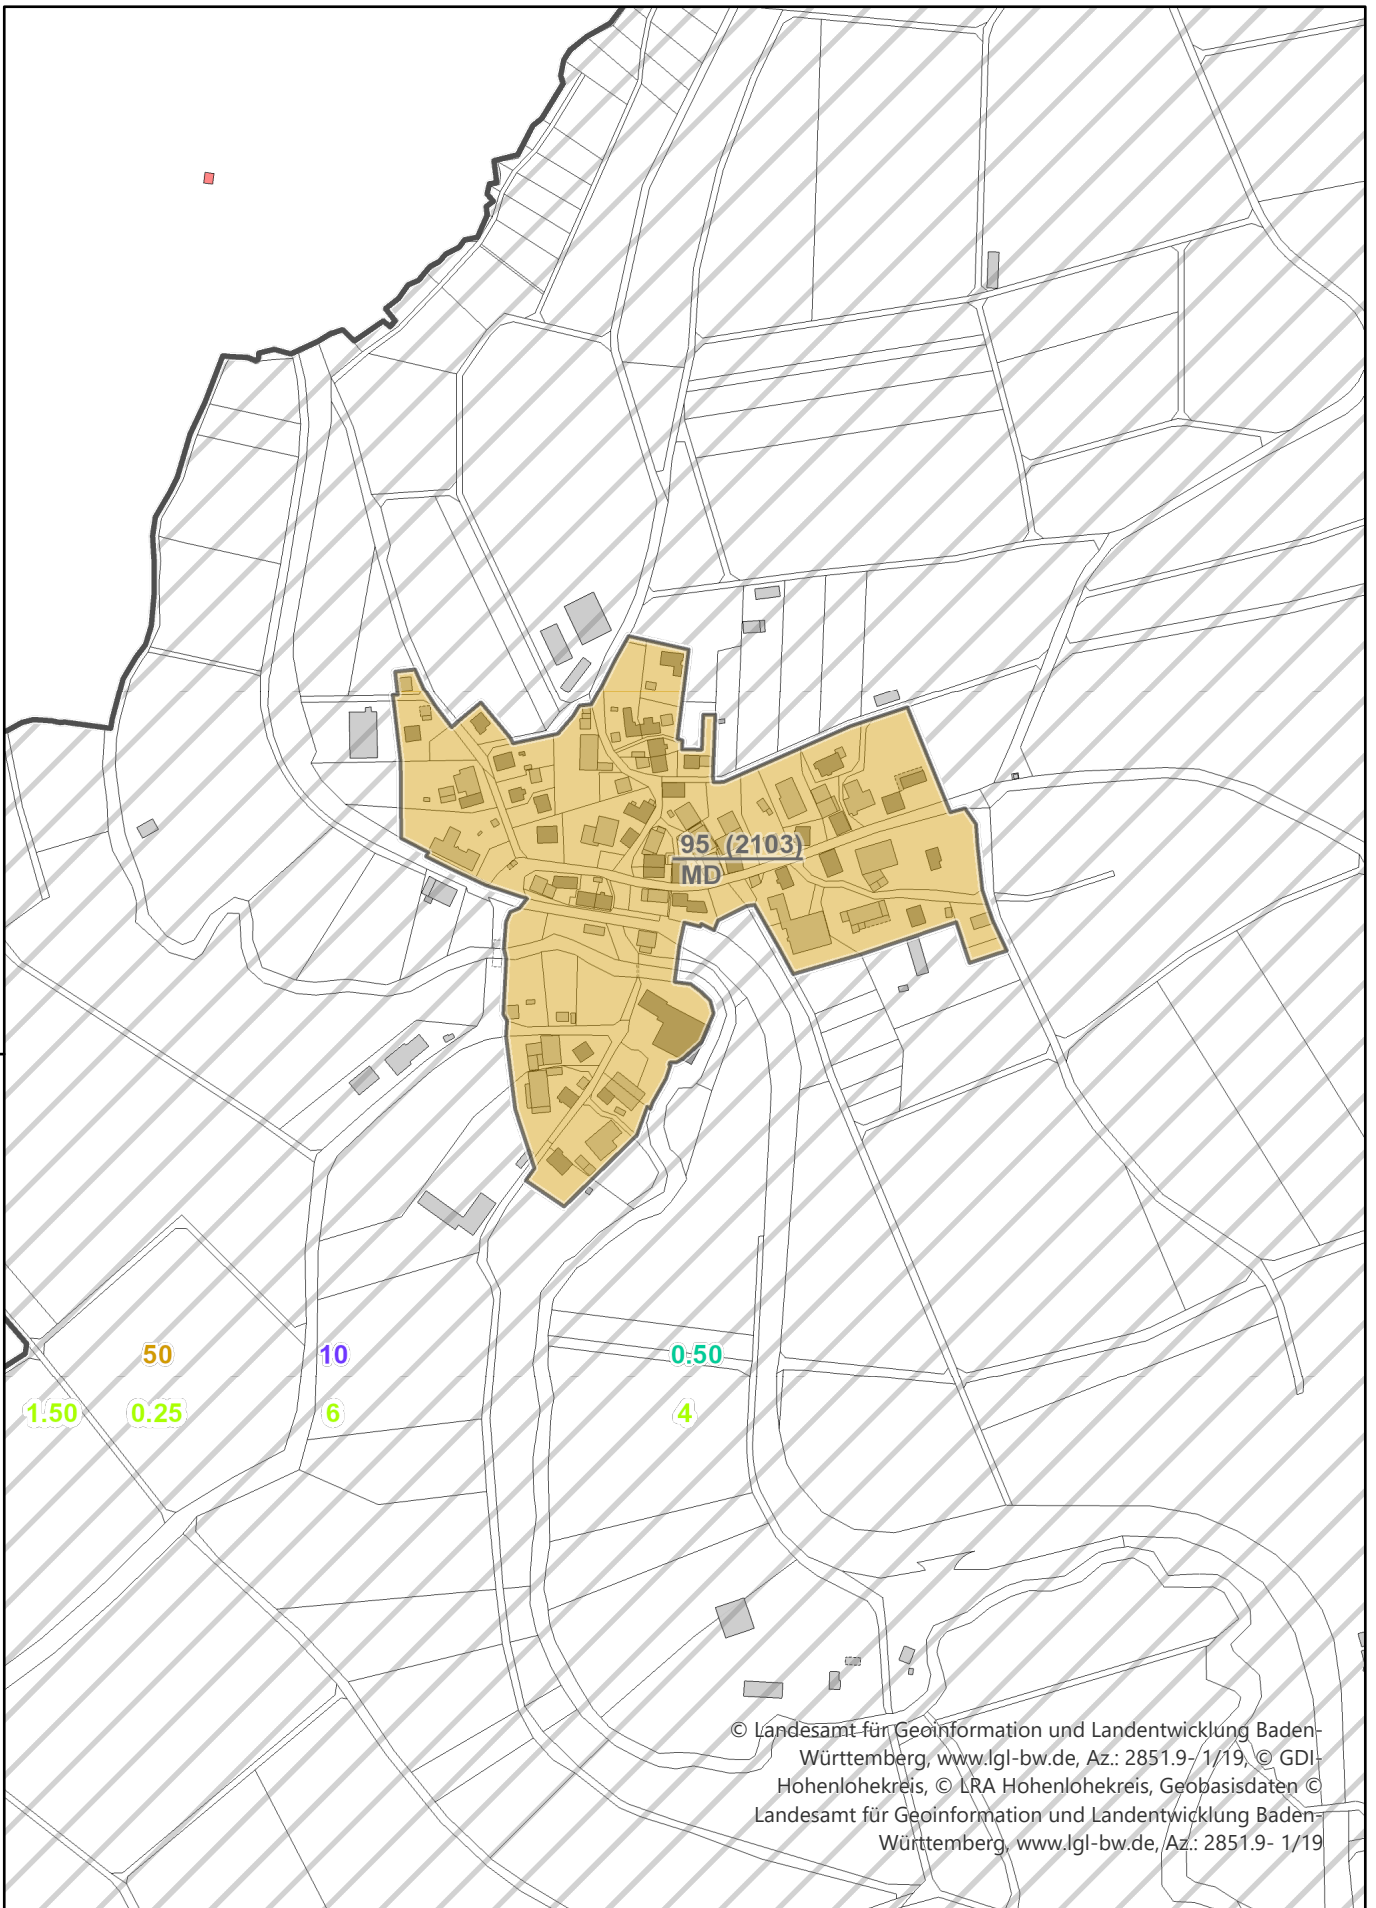 95 (2103)
MD
50 10 0.50
1.50 0.25 6 4
© Landesamt für Geoinformation und Landentwicklung Baden-
Württemberg, www.lgl-bw.de, Az.: 2851.9- 1/19, © GDI-
Hohenlohekreis, © LRA Hohenlohekreis, Geobasisdaten ©
Landesamt für Geoinformation und Landentwicklung Baden-
Württemberg, www.lgl-bw.de, Az.: 2851.9- 1/19